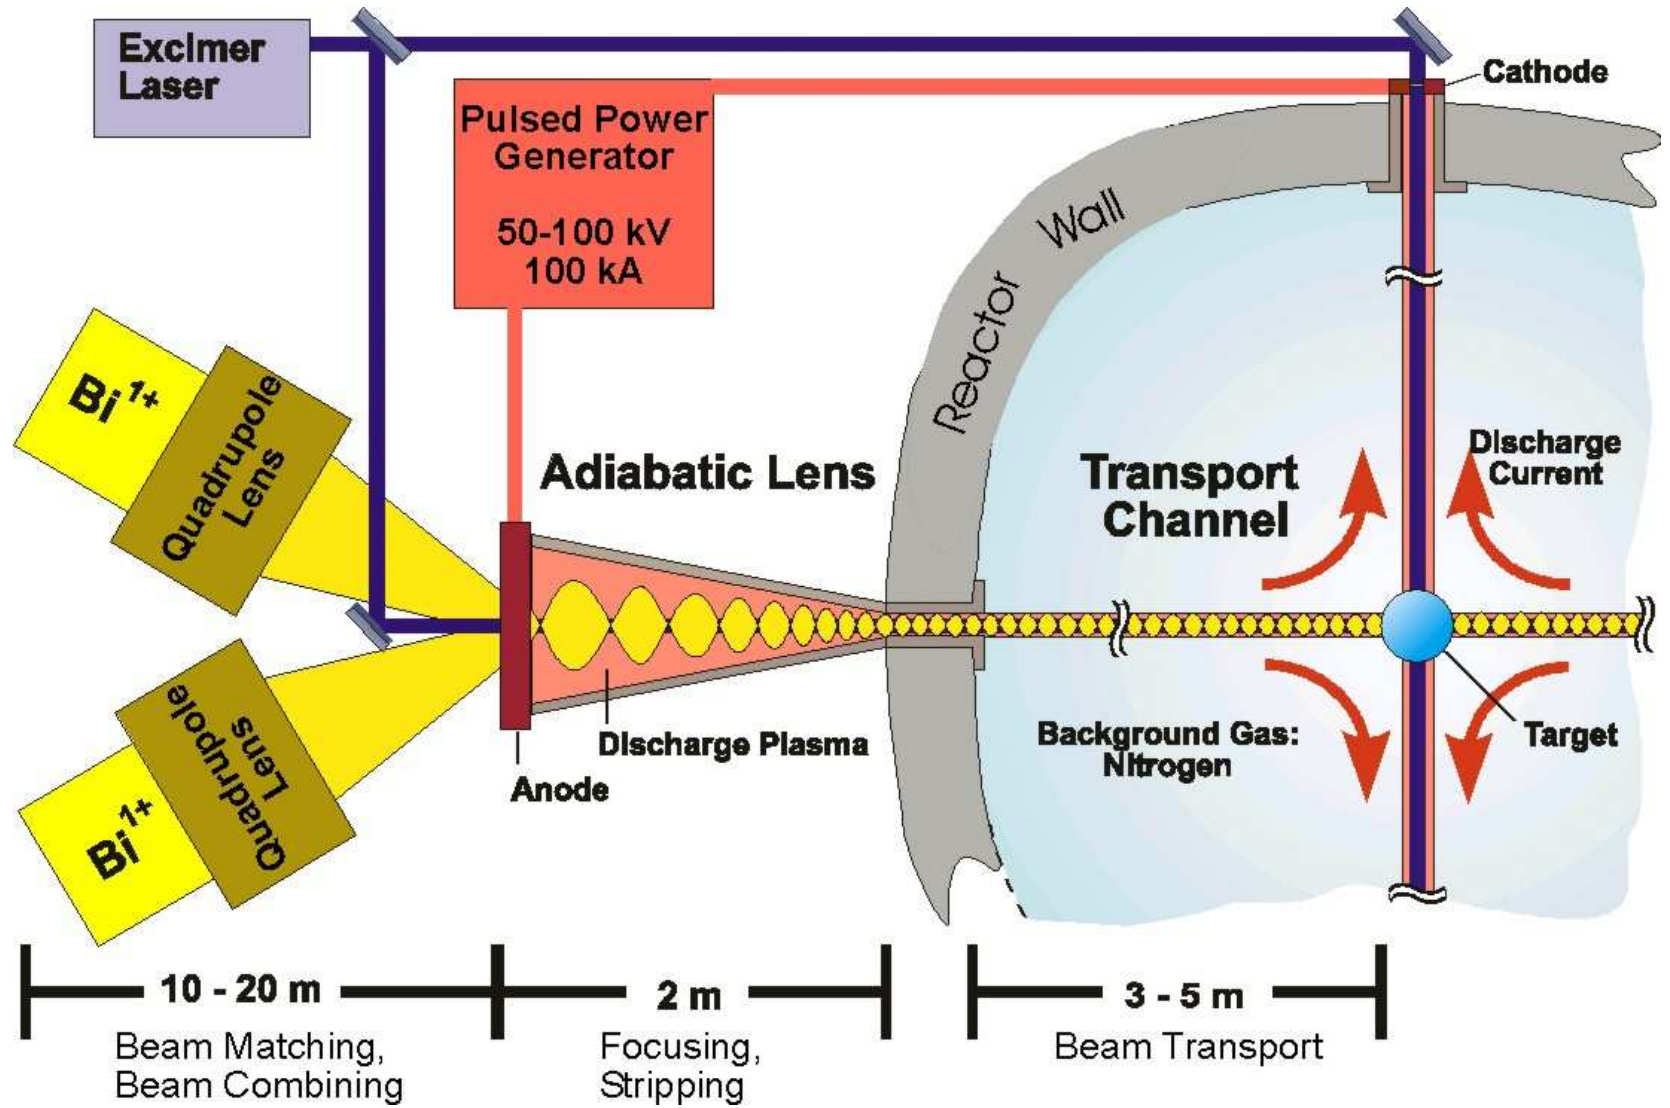 Excimer
Laser
Cathode
Pulsed Power
Generator
50-100 kV
100 kA
Reactor Wall
Bi1+
Quadrupole
Lens
Adiabatic Lens
Transport
Channel
Discharge
Current
Quadrupole
Lens
Bi1+
Discharge Plasma
Anode
Background Gas:
Nitrogen
Target
10 - 20 m
2 m
3 - 5 m
Beam Matching,
Beam Combining
Focusing,
Stripping
Beam Transport